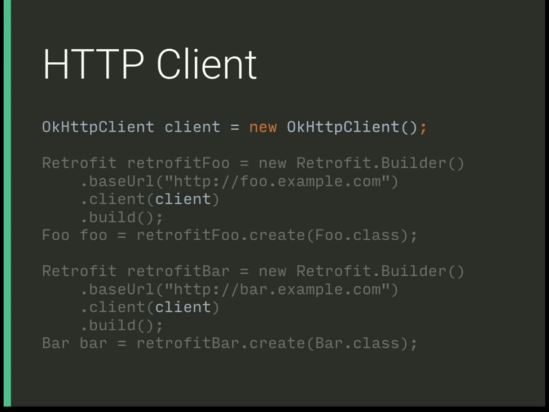 HTTP Client
OkHttpClient client = new OkHttpClient();
Retrofit retrofitFoo = new Retrofit.Builder()
    .baseUrl("http://foo.example.com")
    .client(client)
    .build();
Foo foo = retrofitFoo.create(Foo.class);
Retrofit retrofitBar = new Retrofit.Builder()
    .baseUrl("http://bar.example.com")
    .client(client)
    .build();
Bar bar = retrofitBar.create(Bar.class);